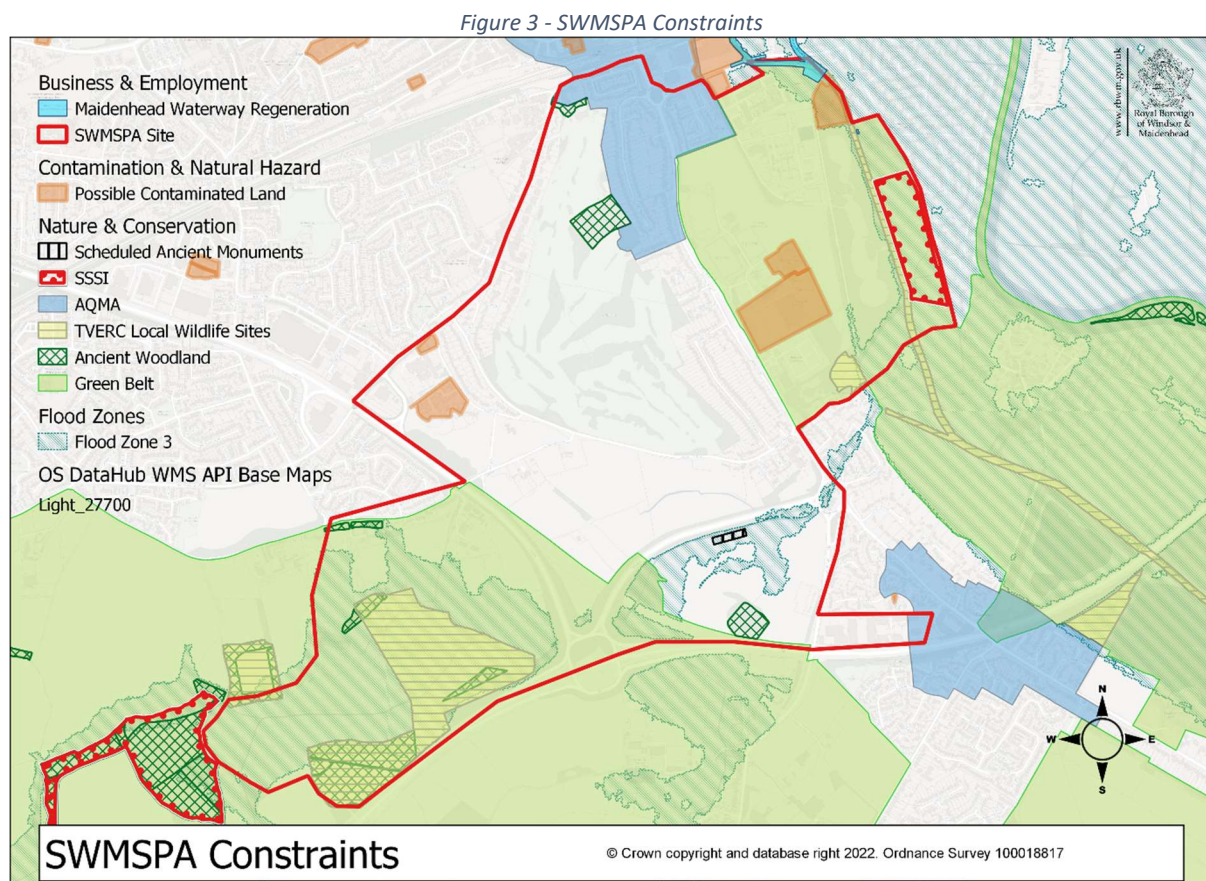 Figure 3 - SWMSPA Constraints
Business & Employment
Maidenhead Waterway Regeneration
SWMSPA Site
Contamination & Natural Hazard
Possible Contaminated Land
Nature & Conservation
Scheduled Ancient Monuments
SSSI
AQMA
TVERC Local Wildlife Sites
Ancient Woodland
Green Belt
Flood Zones
Flood Zone 3
OS DataHub WMS API Base Maps
Light_27700
www.rbwm.gov.uk
Royal Borough
of Windsor &
Maidenhead
N
W
E
S
SWMSPA Constraints
© Crown copyright and database right 2022. Ordnance Survey 100018817